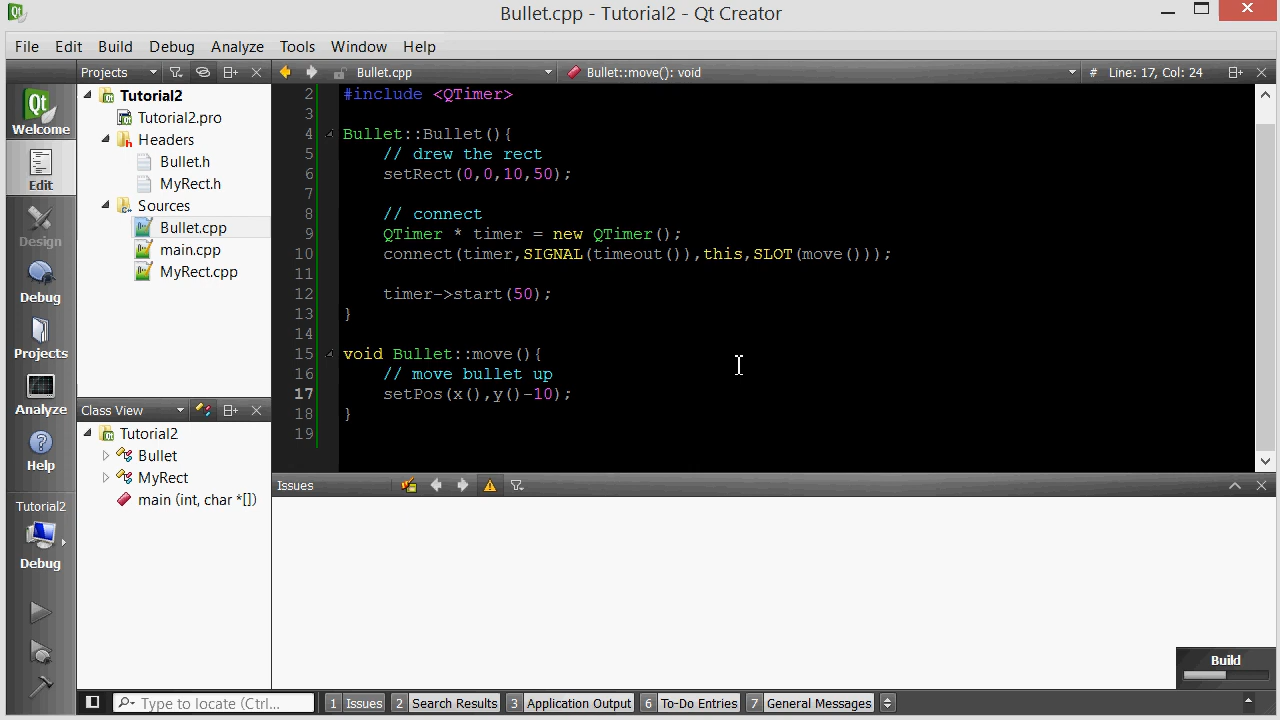 Bullet.cpp - Tutorial2 - Qt Creator
File Edit Build Debug Analyze Tools Window Help
Projects
Bullet.cpp
Bullet::move(): void
# Line: 17, Col: 24
Welcome
Edit
Design
Debug
Projects
Analyze
Help
Tutorial2
Debug
Tutorial2
Tutorial2.pro
Headers
Bullet.h
MyRect.h
Sources
Bullet.cpp
main.cpp
MyRect.cpp
Class View
Tutorial2
Bullet
MyRect
main (int, char *[])
2 #include <QTimer>
3
4 Bullet::Bullet(){
5 // drew the rect
6 setRect(0,0,10,50);
7
8 // connect
9 QTimer * timer = new QTimer();
10 connect(timer,SIGNAL(timeout()),this,SLOT(move()));
11
12 timer->start(50);
13 }
14
15 void Bullet::move(){
16 // move bullet up
17 setPos(x(),y()-10);
18 }
19
Issues
Build
Type to locate (Ctrl...
1 Issues 2 Search Results 3 Application Output 6 To-Do Entries 7 General Messages